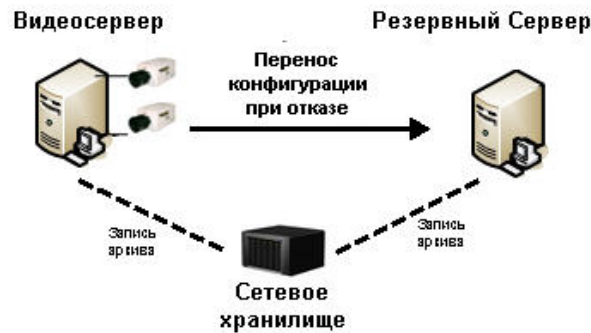 Видеосервер
Резервный Сервер
Перенос
конфигурации
при отказе
Запись
архива
Запись
архива
Сетевое
хранилище